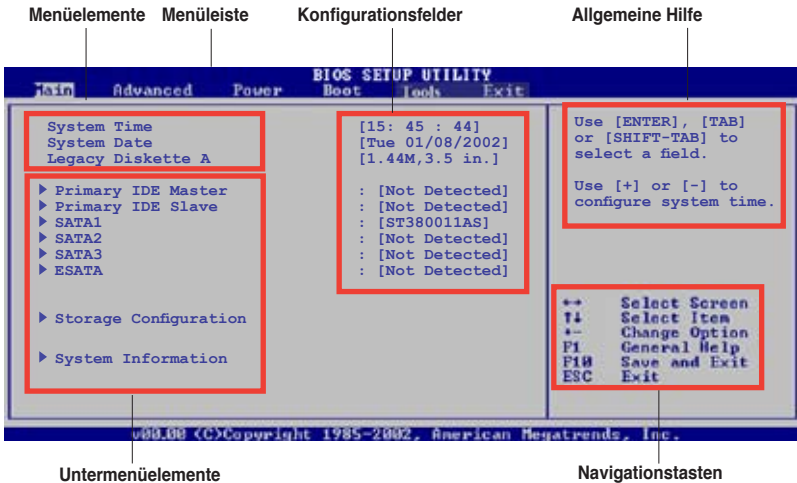 Menüelemente Menüleiste Konfigurationsfelder Allgemeine Hilfe
BIOS SETUP UTILITY
Main Advanced Power Boot Tools Exit
System Time [15: 45 : 44]
System Date [Tue 01/08/2002]
Legacy Diskette A [1.44M,3.5 in.]
Primary IDE Master : [Not Detected]
Primary IDE Slave : [Not Detected]
SATA1 : [ST380011AS]
SATA2 : [Not Detected]
SATA3 : [Not Detected]
ESATA : [Not Detected]
Storage Configuration
System Information
Use [ENTER], [TAB]
or [SHIFT-TAB] to
select a field.
Use [+] or [-] to
configure system time.
↔ Select Screen
↑↓ Select Item
+- Change Option
F1 General Help
F10 Save and Exit
ESC Exit
v00.00 (C)Copyright 1985-2002, American Megatrends, Inc.
Untermenüelemente Navigationstasten